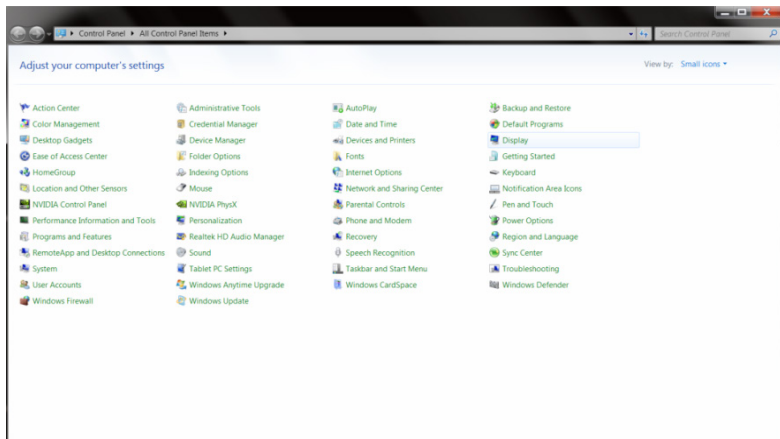 Control Panel ▸ All Control Panel Items ▸ Search Control Panel
Adjust your computer's settings View by: Small icons
Action Center Administrative Tools AutoPlay Backup and Restore
Color Management Credential Manager Date and Time Default Programs
Desktop Gadgets Device Manager Devices and Printers Display
Ease of Access Center Folder Options Fonts Getting Started
HomeGroup Indexing Options Internet Options Keyboard
Location and Other Sensors Mouse Network and Sharing Center Notification Area Icons
NVIDIA Control Panel NVIDIA PhysX Parental Controls Pen and Touch
Performance Information and Tools Personalization Phone and Modem Power Options
Programs and Features Realtek HD Audio Manager Recovery Region and Language
RemoteApp and Desktop Connections Sound Speech Recognition Sync Center
System Tablet PC Settings Taskbar and Start Menu Troubleshooting
User Accounts Windows Anytime Upgrade Windows CardSpace Windows Defender
Windows Firewall Windows Update